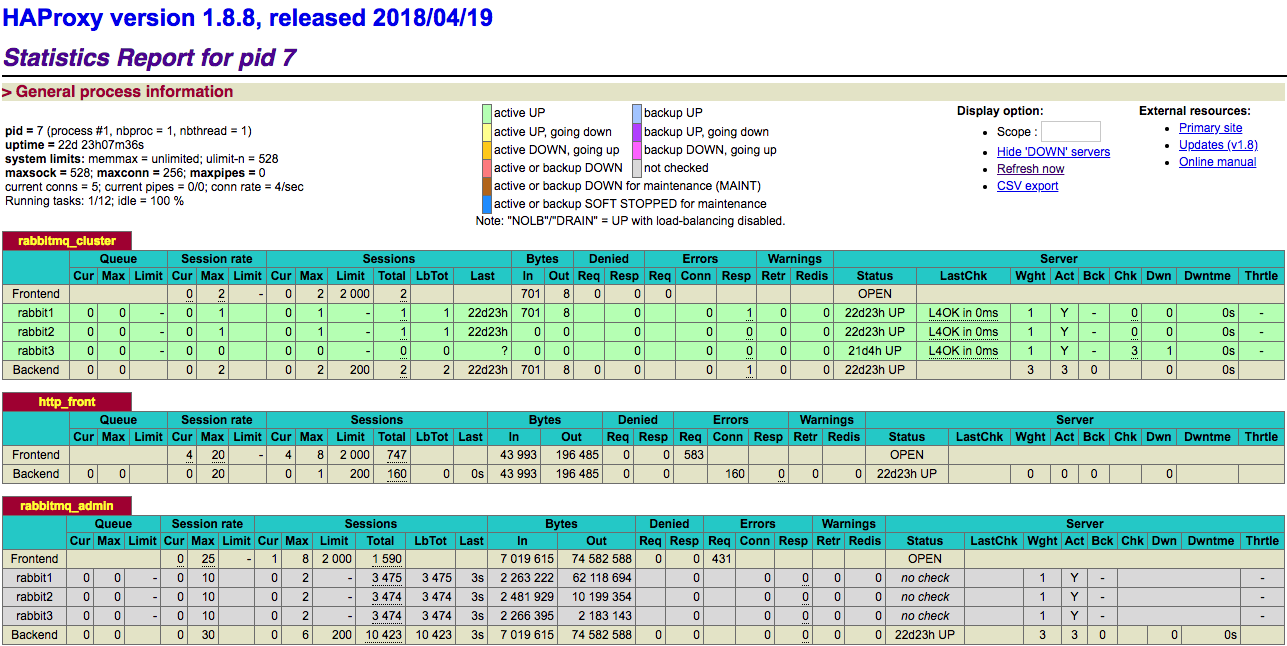 HAProxy version 1.8.8, released 2018/04/19
Statistics Report for pid 7
> General process information
pid = 7 (process #1, nbproc = 1, nbthread = 1)
uptime = 22d 23h07m36s
system limits: memmax = unlimited; ulimit-n = 528
maxsock = 528; maxconn = 256; maxpipes = 0
current conns = 5; current pipes = 0/0; conn rate = 4/sec
Running tasks: 1/12; idle = 100 %
active UP backup UP
active UP, going down backup UP, going down
active DOWN, going up backup DOWN, going up
active or backup DOWN not checked
active or backup DOWN for maintenance (MAINT)
active or backup SOFT STOPPED for maintenance
Note: "NOLB"/"DRAIN" = UP with load-balancing disabled.
Display option:
• Scope :
• Hide 'DOWN' servers
• Refresh now
• CSV export
External resources:
• Primary site
• Updates (v1.8)
• Online manual
rabbitmq_cluster
Queue Session rate Sessions Bytes Denied Errors Warnings Server
Cur Max Limit Cur Max Limit Cur Max Limit Total LbTot Last In Out Req Resp Req Conn Resp Retr Redis Status LastChk Wght Act Bck Chk Dwn Dwntme Thrtle
Frontend 0 2 - 0 2 2 000 2 701 8 0 0 0 OPEN
rabbit1 0 0 - 0 1 0 1 - 1 1 22d23h 701 8 0 0 1 0 0 22d23h UP L4OK in 0ms 1 Y - 0 0 0s -
rabbit2 0 0 - 0 1 0 1 - 1 1 22d23h 0 0 0 0 0 0 0 22d23h UP L4OK in 0ms 1 Y - 0 0 0s -
rabbit3 0 0 - 0 0 0 0 - 0 0 ? 0 0 0 0 0 0 0 21d4h UP L4OK in 0ms 1 Y - 3 1 0s -
Backend 0 0 0 2 0 2 200 2 2 22d23h 701 8 0 0 0 1 0 0 22d23h UP 3 3 0 0 0s
http_front
Queue Session rate Sessions Bytes Denied Errors Warnings Server
Cur Max Limit Cur Max Limit Cur Max Limit Total LbTot Last In Out Req Resp Req Conn Resp Retr Redis Status LastChk Wght Act Bck Chk Dwn Dwntme Thrtle
Frontend 4 20 - 4 8 2 000 747 43 993 196 485 0 0 583 OPEN
Backend 0 0 0 20 0 1 200 160 0 0s 43 993 196 485 0 0 160 0 0 0 22d23h UP 0 0 0 0
rabbitmq_admin
Queue Session rate Sessions Bytes Denied Errors Warnings Server
Cur Max Limit Cur Max Limit Cur Max Limit Total LbTot Last In Out Req Resp Req Conn Resp Retr Redis Status LastChk Wght Act Bck Chk Dwn Dwntme Thrtle
Frontend 0 25 - 1 8 2 000 1 590 7 019 615 74 582 588 0 0 431 OPEN
rabbit1 0 0 - 0 10 0 2 - 3 475 3 475 3s 2 263 222 62 118 694 0 0 0 0 0 no check 1 Y - -
rabbit2 0 0 - 0 10 0 2 - 3 474 3 474 3s 2 481 929 10 199 354 0 0 0 0 0 no check 1 Y - -
rabbit3 0 0 - 0 10 0 2 - 3 474 3 474 3s 2 266 395 2 183 143 0 0 0 0 0 no check 1 Y - -
Backend 0 0 0 30 0 6 200 10 423 10 423 3s 7 019 615 74 582 588 0 0 0 0 0 0 22d23h UP 3 3 0 0 0s